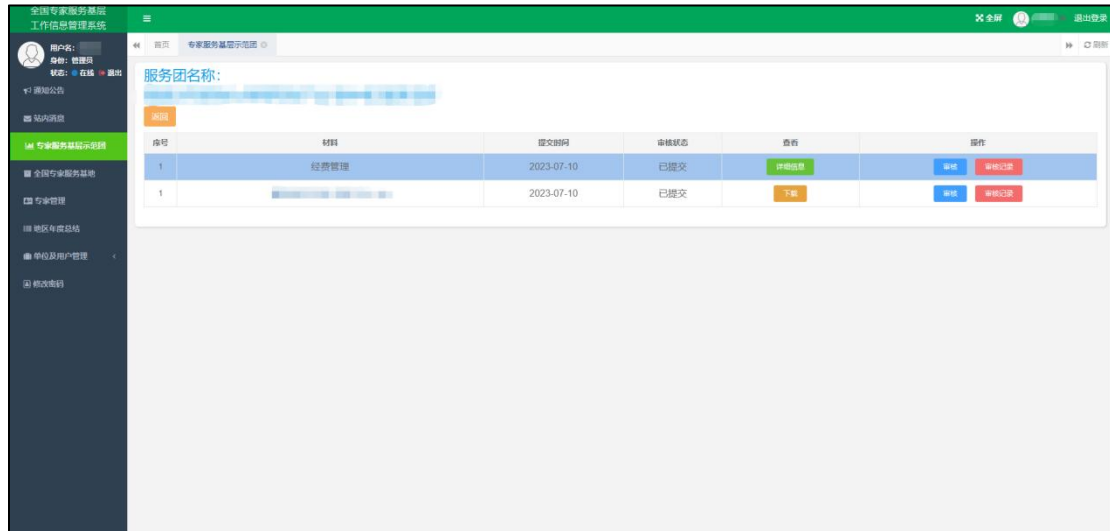 全国专家服务基层
工作信息管理系统
全屏
退出登录
用户名：
身份：管理员
状态：在线 退出
首页 专家服务基层示范团
刷新
通知公告
站内消息
专家服务基层示范团
全国专家服务基地
专家管理
地区年度总结
单位及用户管理
修改密码
服务团名称：
返回
序号 材料 提交时间 审核状态 查看 操作
1 经费管理 2023-07-10 已提交 详细信息 审核 审核记录
1 2023-07-10 已提交 下载 审核 审核记录